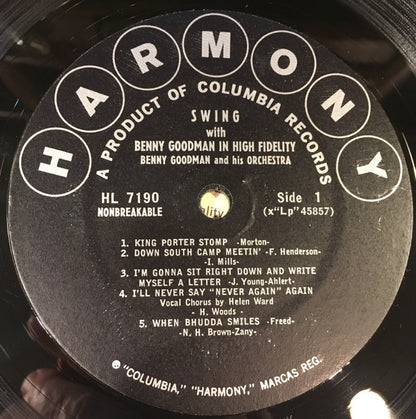 HARMONY
A PRODUCT OF COLUMBIA RECORDS
SWING
with
BENNY GOODMAN IN HIGH FIDELITY
BENNY GOODMAN and his ORCHESTRA
HL 7190
NONBREAKABLE
Side 1
(x"Lp"45857)
ality
1. KING PORTER STOMP -Morton-
2. DOWN SOUTH CAMP MEETIN' -F. Henderson-
I. Mills-
3. I'M GONNA SIT RIGHT DOWN AND WRITE
MYSELF A LETTER - J. Young-Ahlert-
4. I'LL NEVER SAY "NEVER AGAIN" AGAIN
Vocal Chorus by Helen Ward
- H. Woods -
5. WHEN BHUDDA SMILES -Freed-
N. H. Brown-Zany-
® "COLUMBIA," "HARMONY," MARCAS REG.